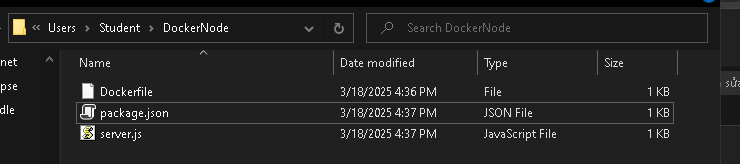 Users > Student > DockerNode
Search DockerNode
Name Date modified Type Size
net
Dockerfile 3/18/2025 4:36 PM File 1 KB
pse
package.json 3/18/2025 4:37 PM JSON File 1 KB
dle
server.js 3/18/2025 4:37 PM JavaScript File 1 KB
sửa